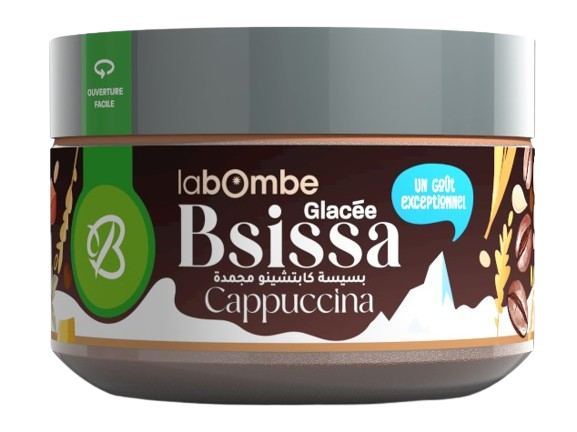 OUVERTURE
FACILE
labOmbe
Glacée
Bsissa
بسيسة كابتشينو مجمدة
Cappuccina
UN GOÛT
EXCEPTIONNEL
B